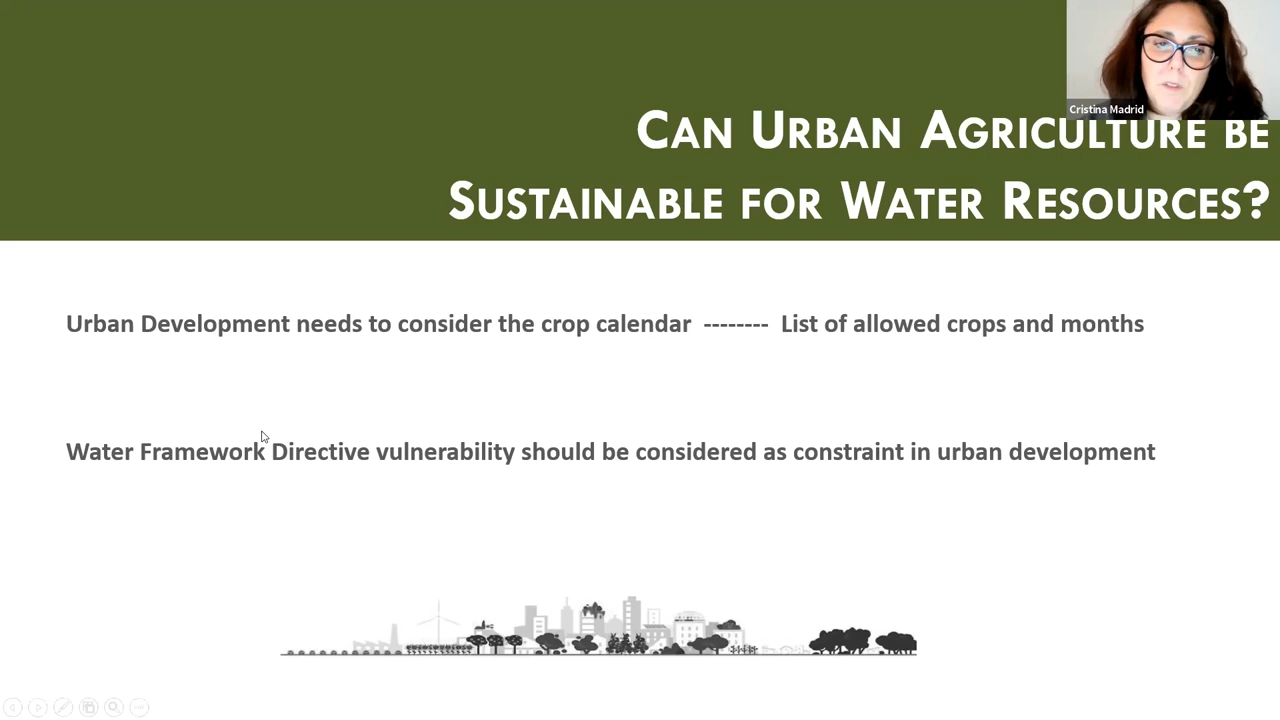 Cristina Madrid
CAN URBAN AGRICULTURE BE
SUSTAINABLE FOR WATER RESOURCES?
Urban Development needs to consider the crop calendar -------- List of allowed crops and months
Water Framework Directive vulnerability should be considered as constraint in urban development